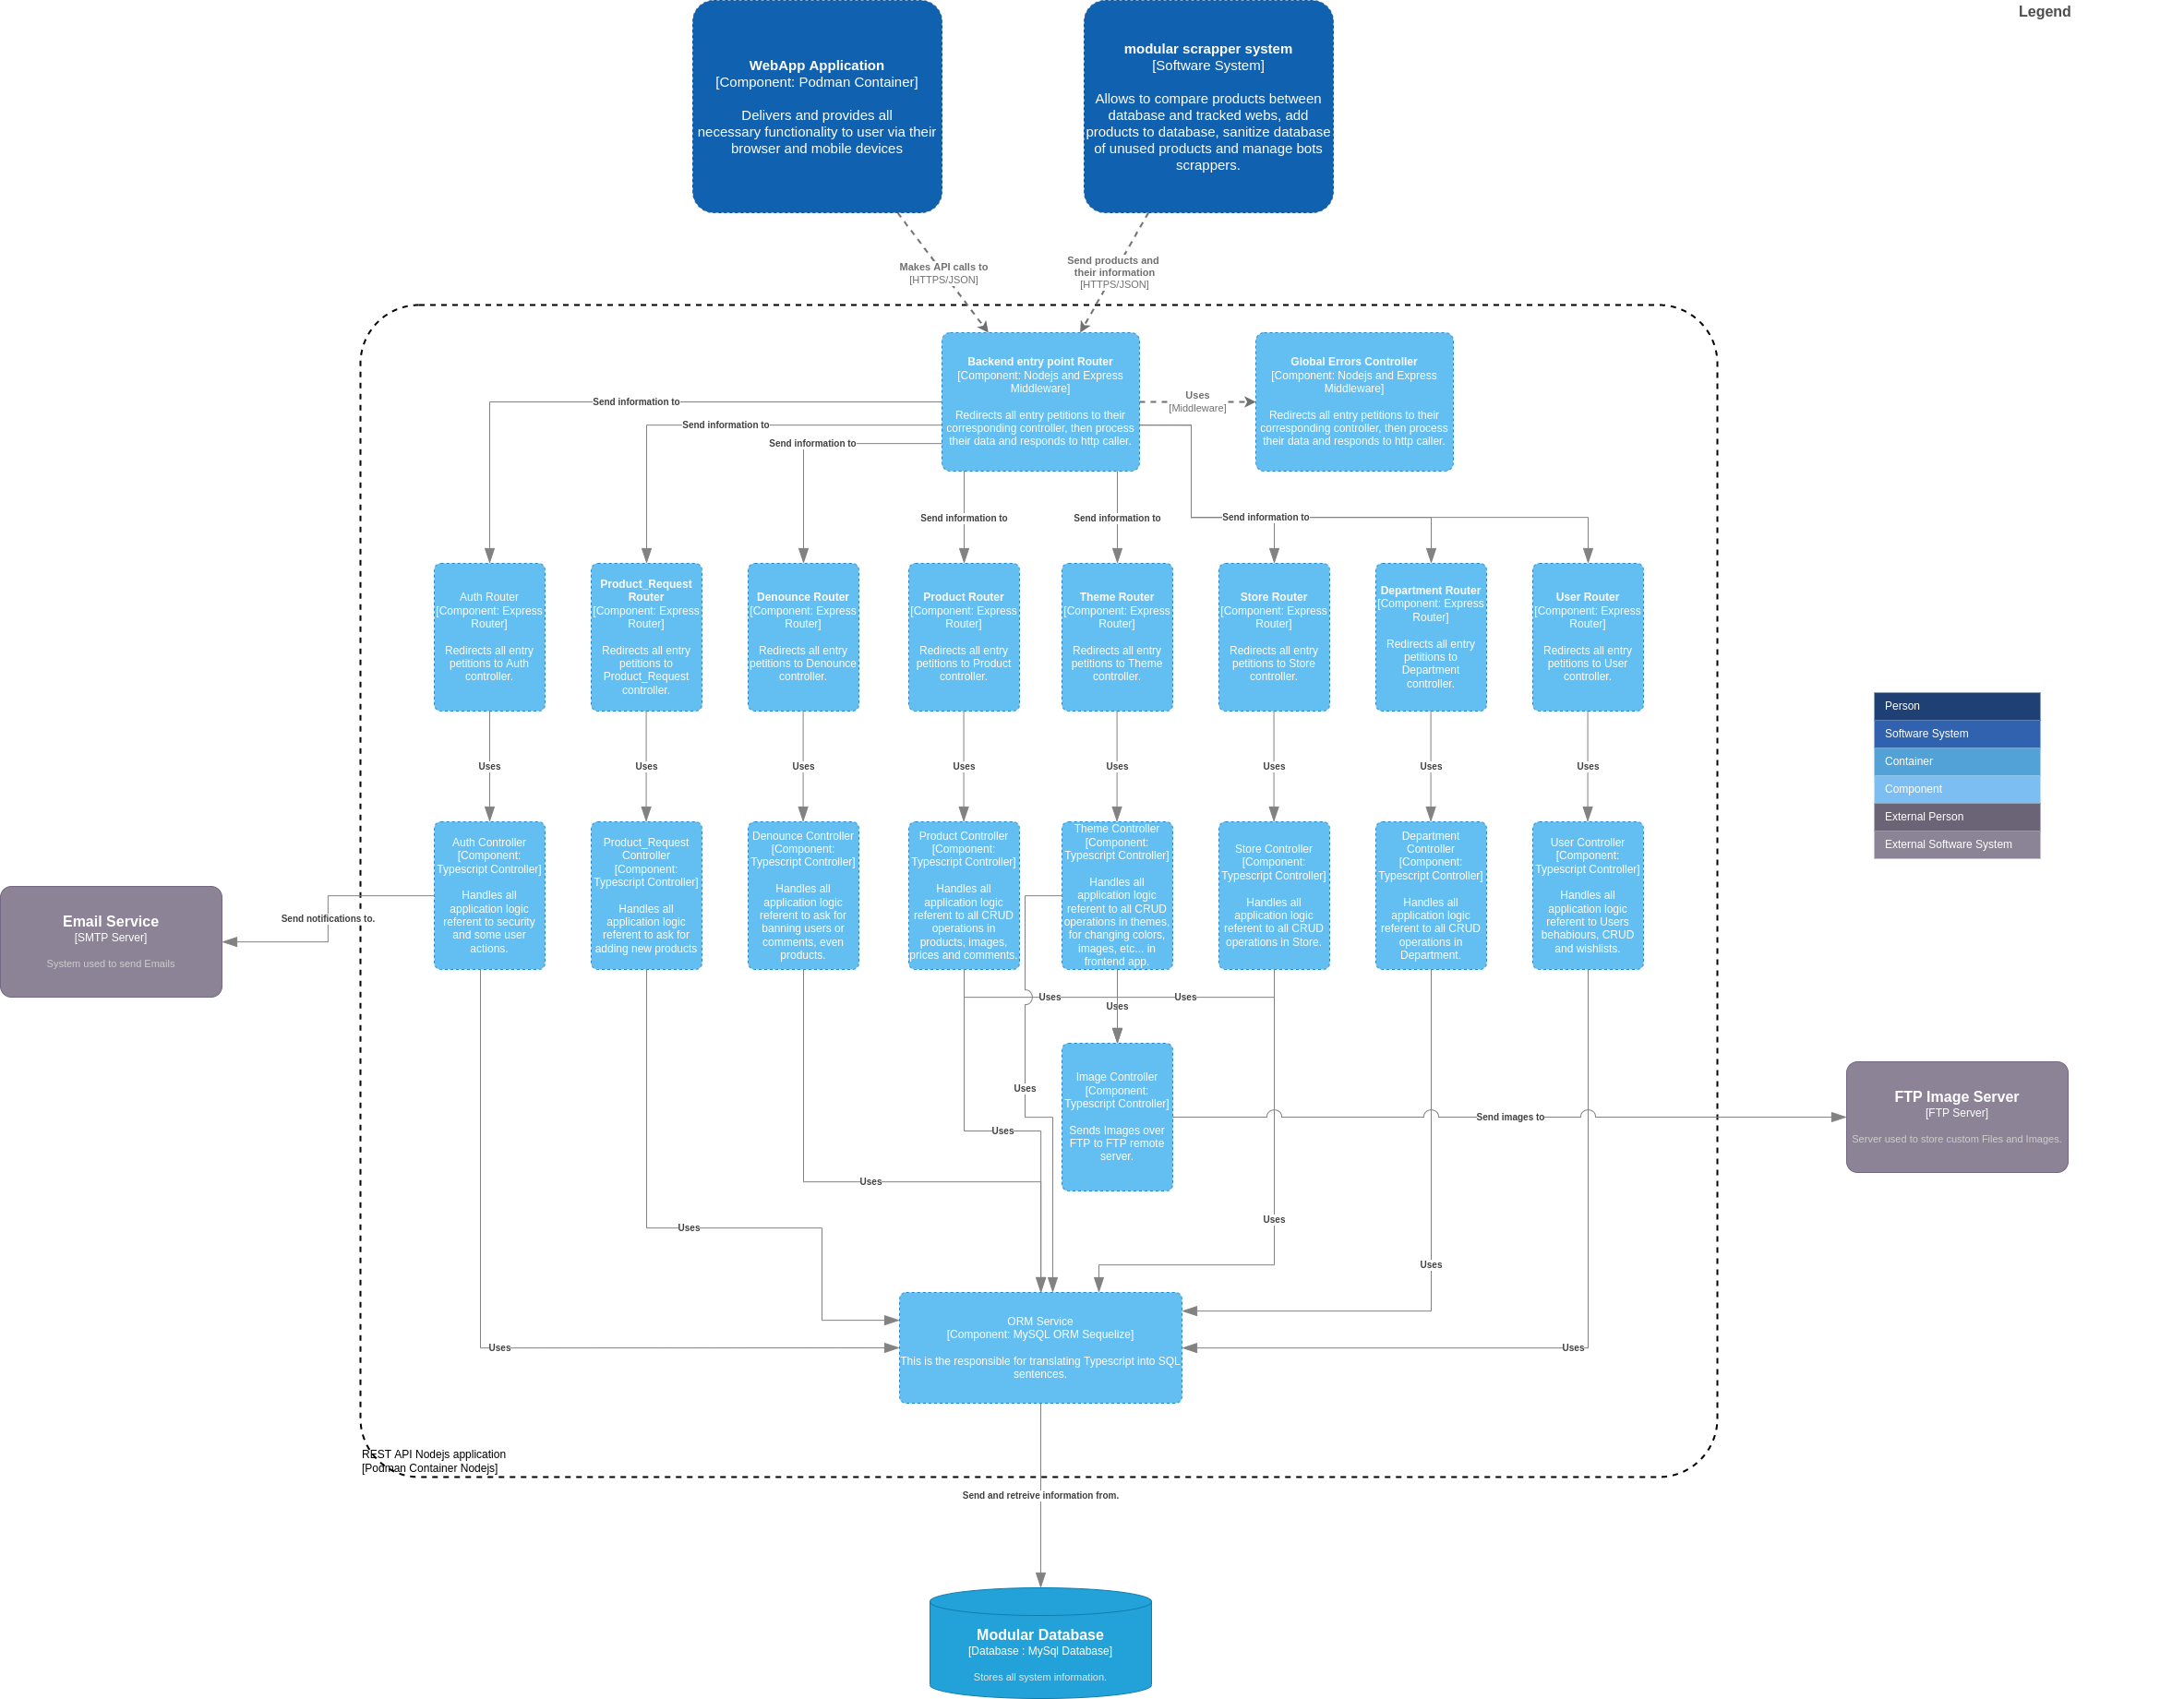 Legend
WebApp Application
[Component: Podman Container]
Delivers and provides all
necessary functionality to user via their
browser and mobile devices
modular scrapper system
[Software System]
Allows to compare products between
database and tracked webs, add
products to database, sanitize database
of unused products and manage bots
scrappers.
Makes API calls to
[HTTPS/JSON]
Send products and
their information
[HTTPS/JSON]
Backend entry point Router
[Component: Nodejs and Express
Middleware]
Redirects all entry petitions to their
corresponding controller, then process
their data and responds to http caller.
Uses
[Middleware]
Global Errors Controller
[Component: Nodejs and Express
Middleware]
Redirects all entry petitions to their
corresponding controller, then process
their data and responds to http caller.
Send information to
Send information to
Send information to
Send information to
Send information to
Send information to
Auth Router
[Component: Express
Router]
Redirects all entry
petitions to Auth
controller.
Product_Request
Router
[Component: Express
Router]
Redirects all entry
petitions to
Product_Request
controller.
Denounce Router
[Component: Express
Router]
Redirects all entry
petitions to Denounce
controller.
Product Router
[Component: Express
Router]
Redirects all entry
petitions to Product
controller.
Theme Router
[Component: Express
Router]
Redirects all entry
petitions to Theme
controller.
Store Router
[Component: Express
Router]
Redirects all entry
petitions to Store
controller.
Department Router
[Component: Express
Router]
Redirects all entry
petitions to
Department
controller.
User Router
[Component: Express
Router]
Redirects all entry
petitions to User
controller.
Person
Software System
Container
Component
External Person
External Software System
Uses
Uses
Uses
Uses
Uses
Uses
Uses
Uses
Auth Controller
[Component:
Typescript Controller]
Handles all
application logic
referent to security
and some user
actions.
Product_Request
Controller
[Component:
Typescript Controller]
Handles all
application logic
referent to ask for
adding new products
Denounce Controller
[Component:
Typescript Controller]
Handles all
application logic
referent to ask for
banning users or
comments, even
products.
Product Controller
[Component:
Typescript Controller]
Handles all
application logic
referent to all CRUD
operations in
products, images,
prices and comments.
Theme Controller
[Component:
Typescript Controller]
Handles all
application logic
referent to all CRUD
operations in themes,
for changing colors,
images, etc... in
frontend app.
Store Controller
[Component:
Typescript Controller]
Handles all
application logic
referent to all CRUD
operations in Store.
Department
Controller
[Component:
Typescript Controller]
Handles all
application logic
referent to all CRUD
operations in
Department.
User Controller
[Component:
Typescript Controller]
Handles all
application logic
referent to Users
behabiours, CRUD
and wishlists.
Send notifications to.
Email Service
[SMTP Server]
System used to send Emails
Uses
Uses
Uses
Image Controller
[Component:
Typescript Controller]
Sends Images over
FTP to FTP remote
server.
Uses
Send images to
FTP Image Server
[FTP Server]
Server used to store custom Files and Images.
Uses
Uses
Uses
Uses
Uses
Uses
Uses
ORM Service
[Component: MySQL ORM Sequelize]
This is the responsible for translating Typescript into SQL
sentences.
REST API Nodejs application
[Podman Container Nodejs]
Send and retreive information from.
Modular Database
[Database : MySql Database]
Stores all system information.